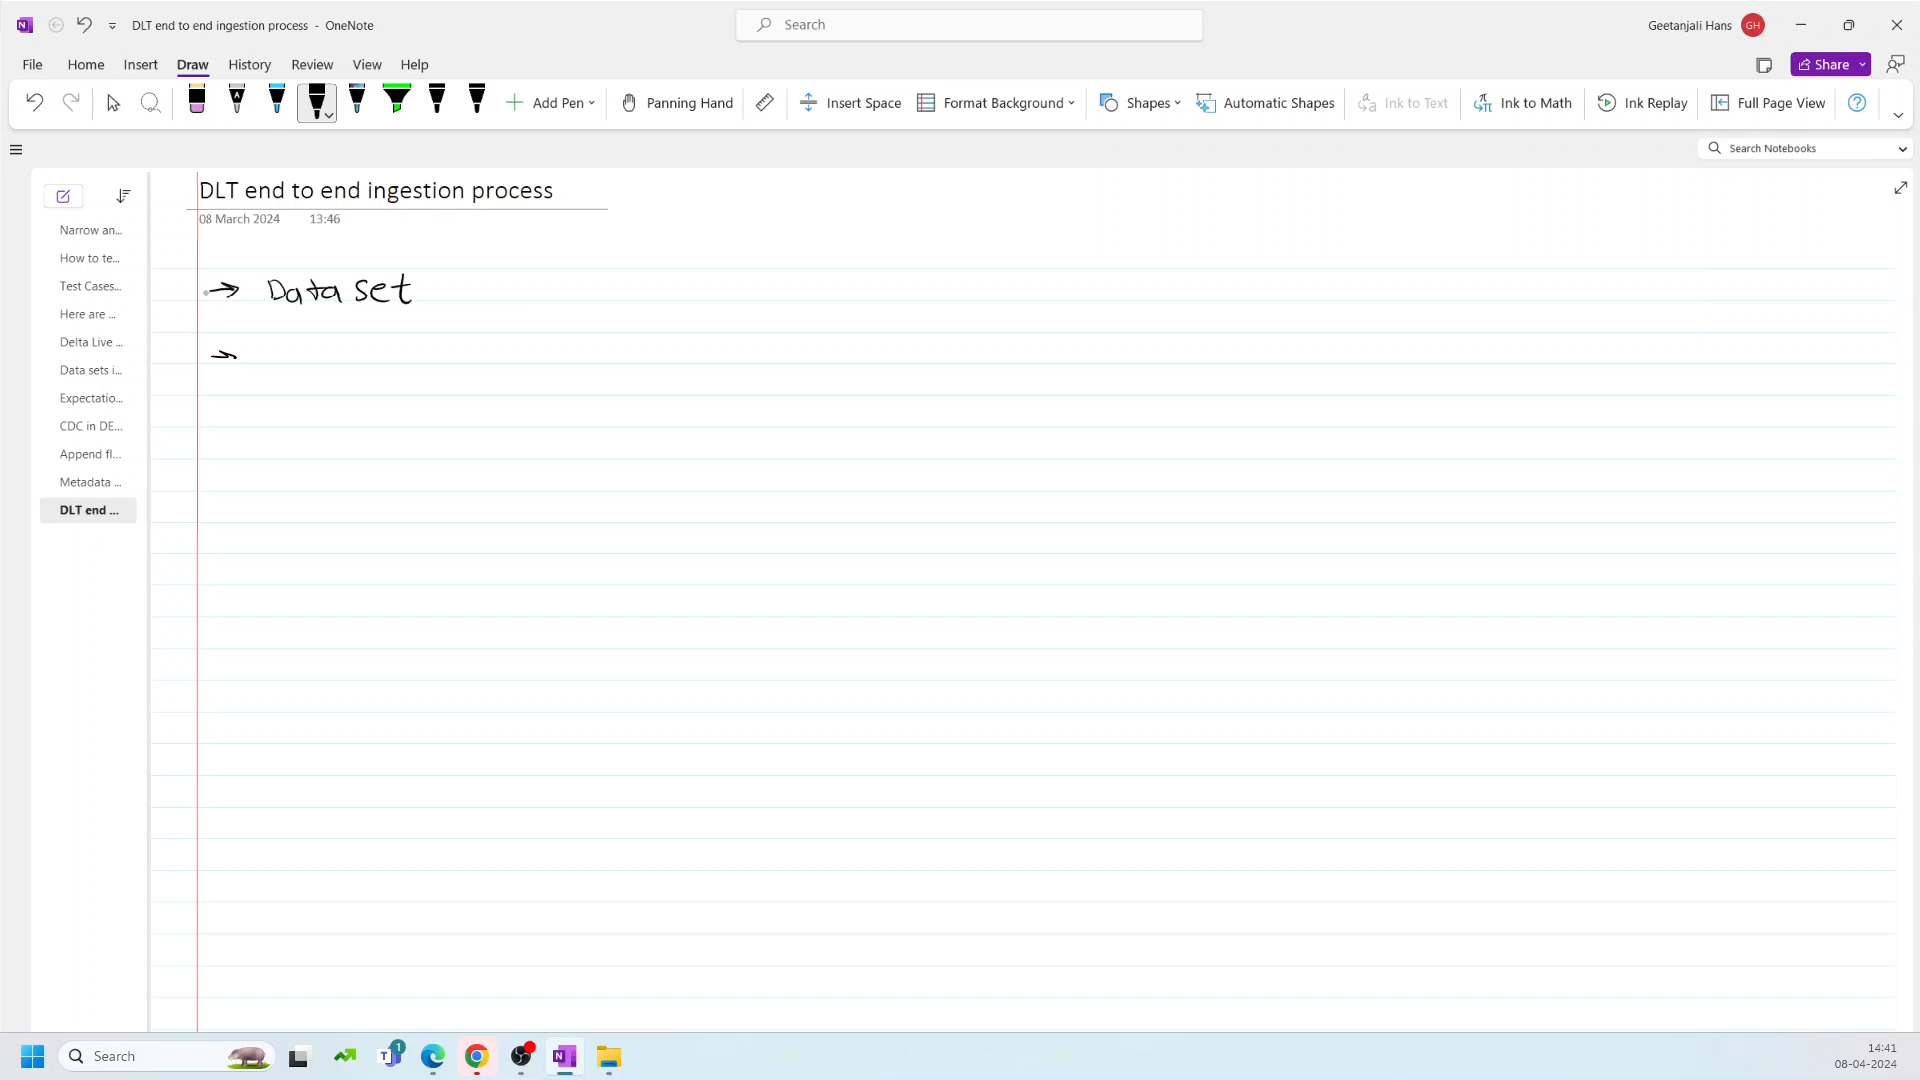 DLT end to end ingestion process - OneNote
Search
Geetanjali Hans
GH
File Home Insert Draw History Review View Help
Share
Add Pen
Panning Hand
Insert Space
Format Background
Shapes
Automatic Shapes
Ink to Text
Ink to Math
Ink Replay
Full Page View
Search Notebooks
DLT end to end ingestion process
08 March 2024 13:46
Narrow an...
How to te...
Test Cases...
Here are ...
Delta Live ...
Data sets i...
Expectatio...
CDC in DE...
Append fl...
Metadata ...
DLT end ...
→ Data set
→
Search
1
14:41
08-04-2024